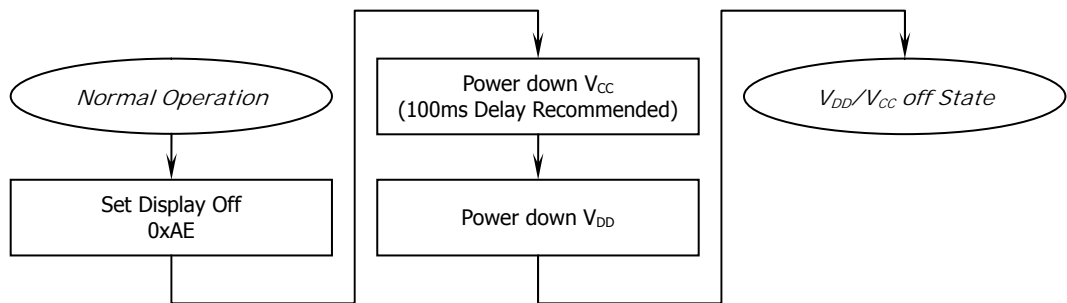 Normal Operation
Set Display Off
0xAE
Power down VCC
(100ms Delay Recommended)
Power down VDD
VDD/VCC off State